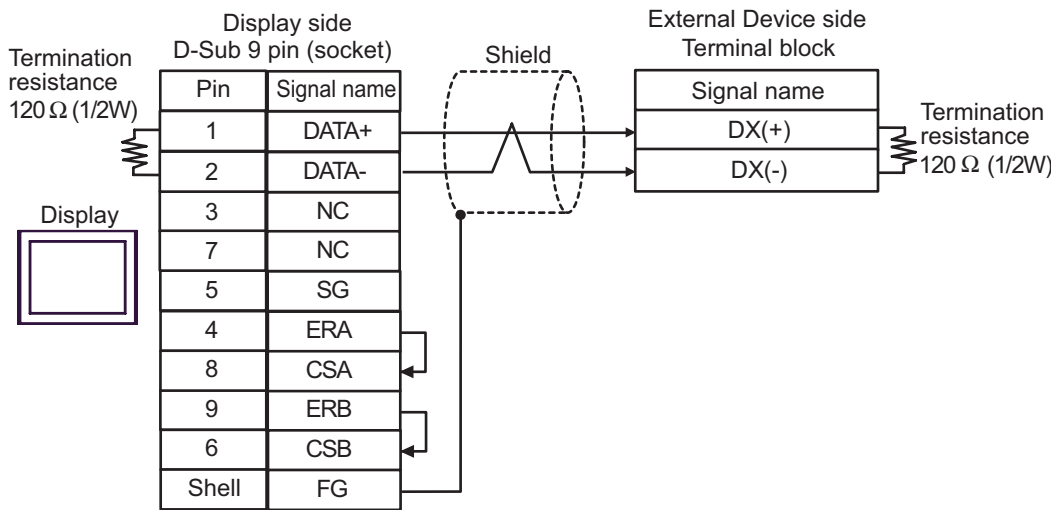 Display side
D-Sub 9 pin (socket)
External Device side
Terminal block
Termination
resistance
120 Ω (1/2W)
Shield
Pin Signal name
1 DATA+
2 DATA-
3 NC
7 NC
5 SG
4 ERA
8 CSA
9 ERB
6 CSB
Shell FG
Display
Signal name
DX(+)
DX(-)
Termination
resistance
120 Ω (1/2W)